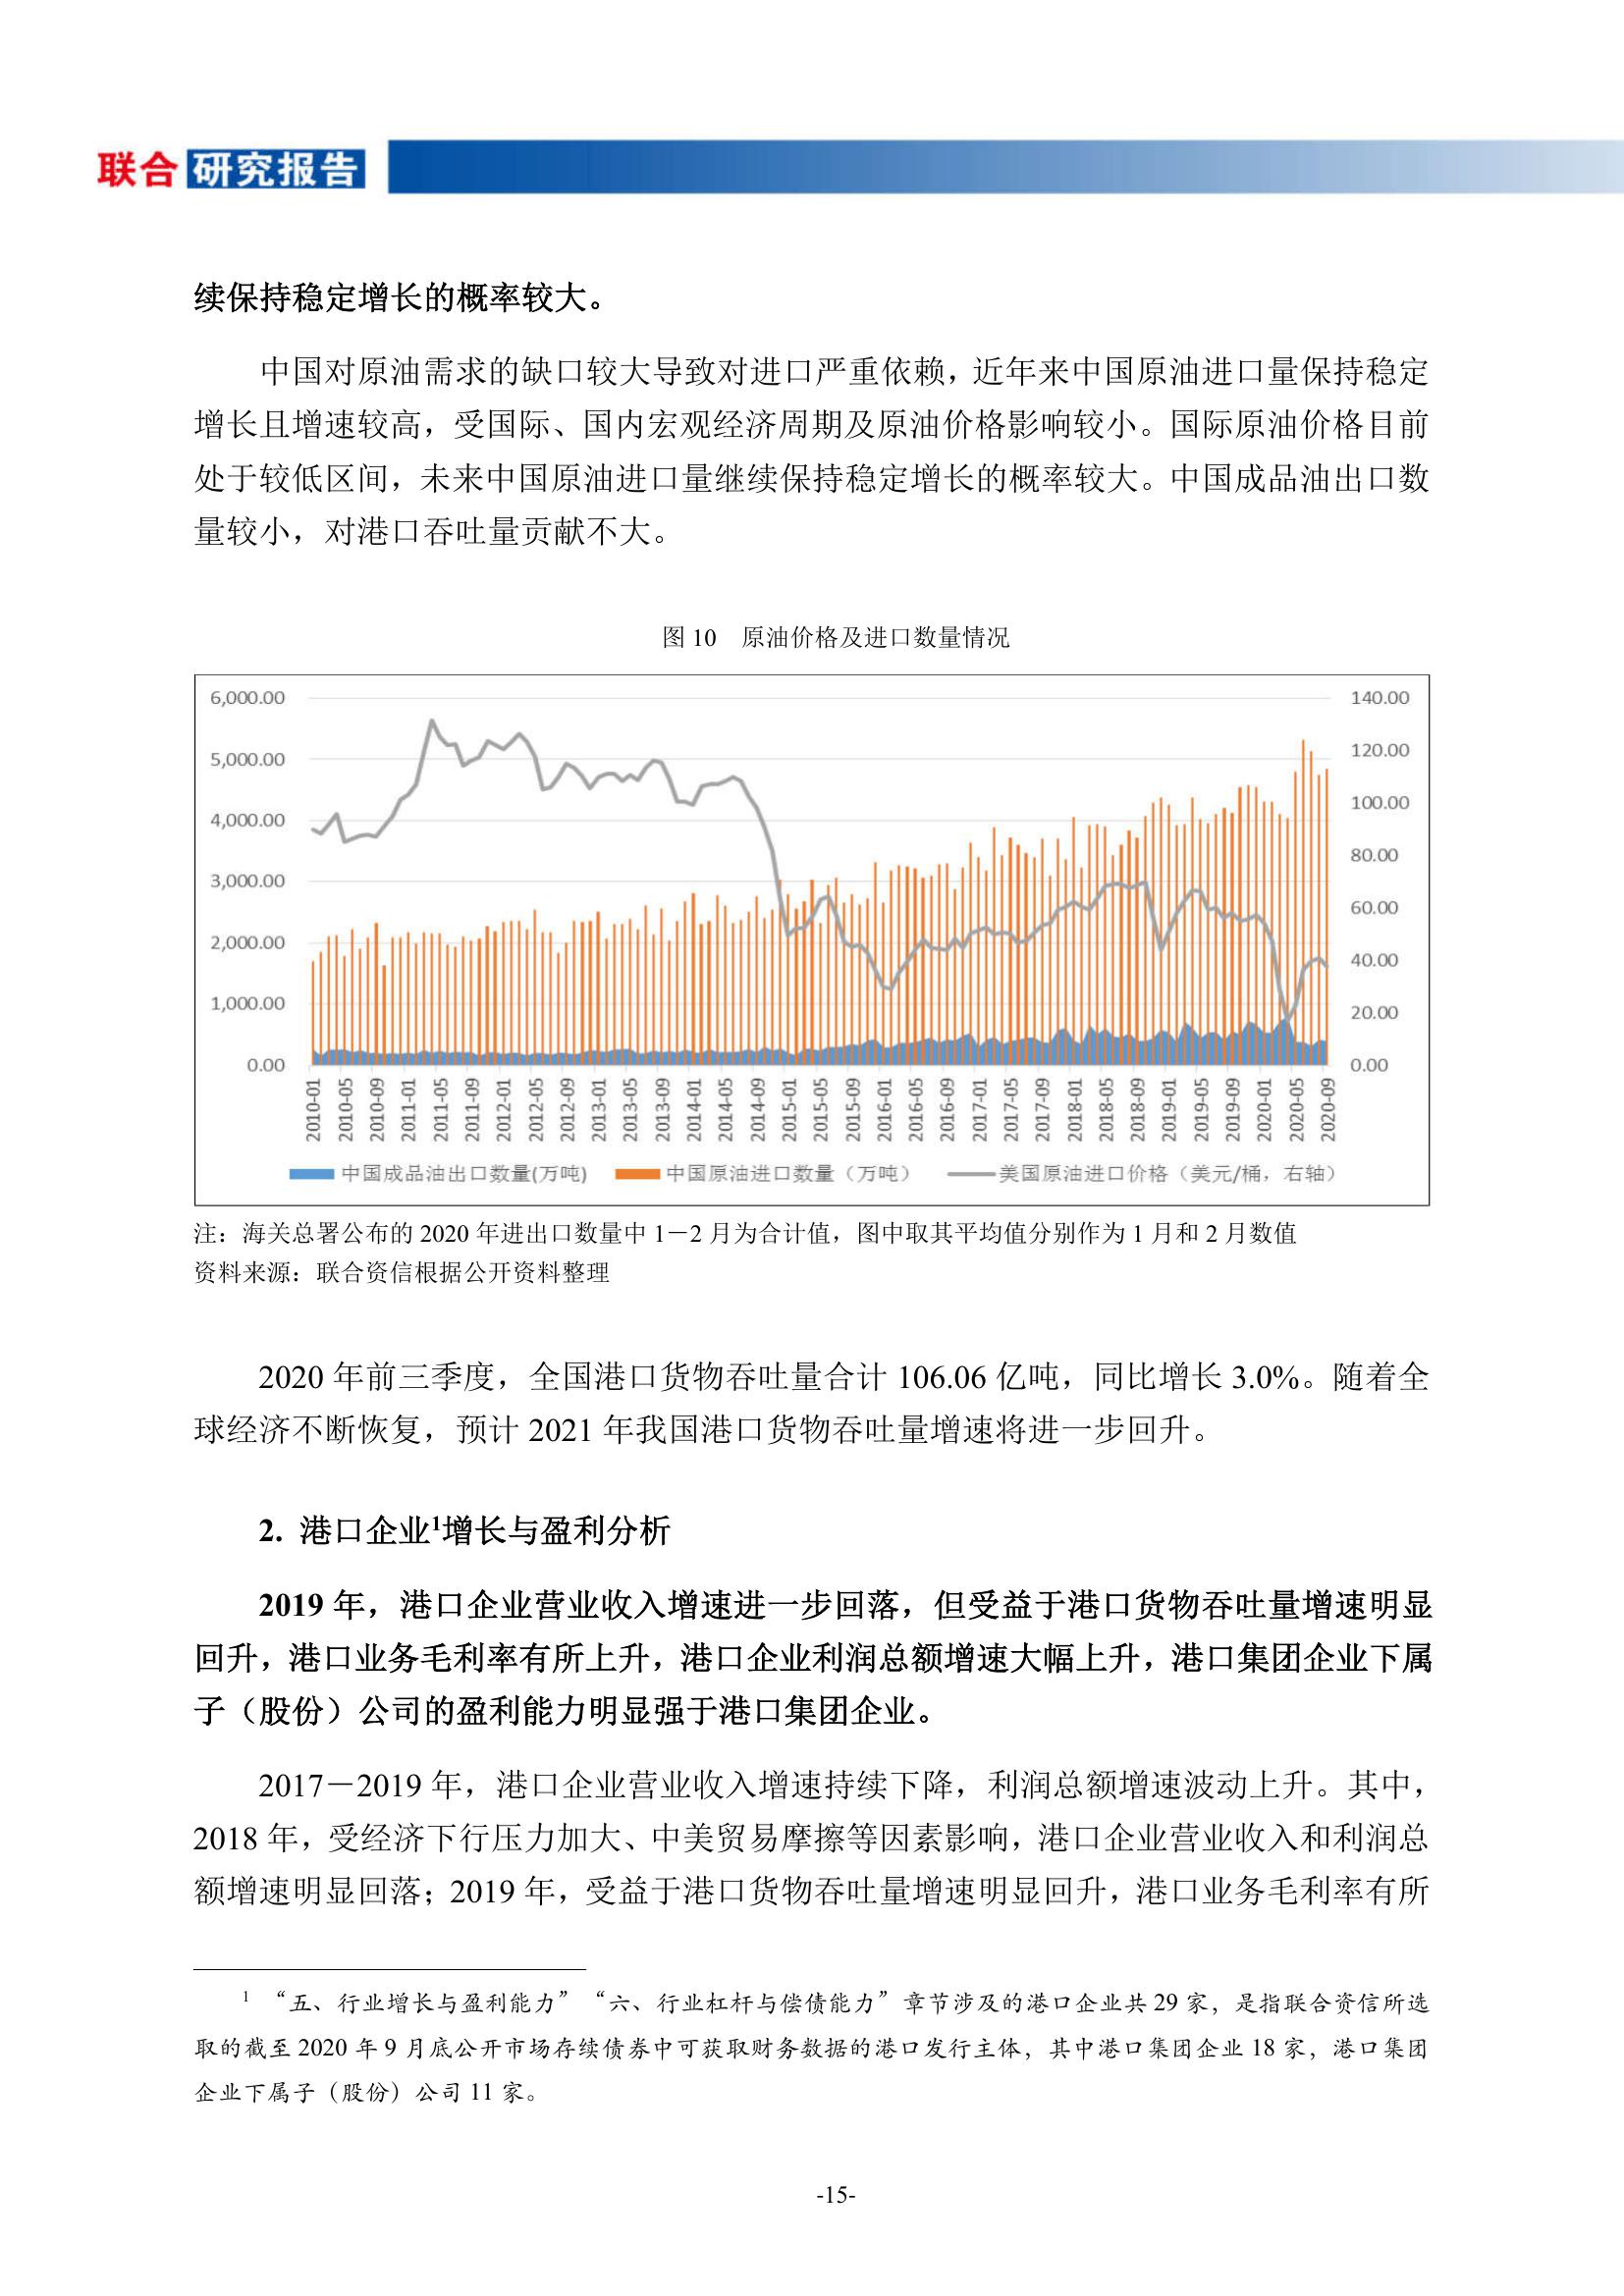 联合 研究报告
续保持稳定增长的概率较大。
中国对原油需求的缺口较大导致对进口严重依赖，近年来中国原油进口量保持稳定
增长且增速较高，受国际、国内宏观经济周期及原油价格影响较小。国际原油价格目前
处于较低区间，未来中国原油进口量继续保持稳定增长的概率较大。中国成品油出口数
量较小，对港口吞吐量贡献不大。
图 10 原油价格及进口数量情况
6,000.00
5,000.00
4,000.00
3,000.00
2,000.00
1,000.00
0.00
140.00
120.00
100.00
80.00
60.00
40.00
20.00
0.00
2010-01
2010-05
2010-09
2011-01
2011-05
2011-09
2012-01
2012-05
2012-09
2013-01
2013-05
2013-09
2014-01
2014-05
2014-09
2015-01
2015-05
2015-09
2016-01
2016-05
2016-09
2017-01
2017-05
2017-09
2018-01
2018-05
2018-09
2019-01
2019-05
2019-09
2020-01
2020-05
2020-09
中国成品油出口数量(万吨) 中国原油进口数量（万吨） 美国原油进口价格（美元/桶，右轴）
注：海关总署公布的 2020 年进出口数量中 1－2 月为合计值，图中取其平均值分别作为 1 月和 2 月数值
资料来源：联合资信根据公开资料整理
2020 年前三季度，全国港口货物吞吐量合计 106.06 亿吨，同比增长 3.0%。随着全
球经济不断恢复，预计 2021 年我国港口货物吞吐量增速将进一步回升。
2. 港口企业¹增长与盈利分析
2019 年，港口企业营业收入增速进一步回落，但受益于港口货物吞吐量增速明显
回升，港口业务毛利率有所上升，港口企业利润总额增速大幅上升，港口集团企业下属
子（股份）公司的盈利能力明显强于港口集团企业。
2017－2019 年，港口企业营业收入增速持续下降，利润总额增速波动上升。其中，
2018 年，受经济下行压力加大、中美贸易摩擦等因素影响，港口企业营业收入和利润总
额增速明显回落；2019 年，受益于港口货物吞吐量增速明显回升，港口业务毛利率有所
¹ “五、行业增长与盈利能力”“六、行业杠杆与偿债能力”章节涉及的港口企业共 29 家，是指联合资信所选
取的截至 2020 年 9 月底公开市场存续债券中可获取财务数据的港口发行主体，其中港口集团企业 18 家，港口集团
企业下属子（股份）公司 11 家。
-15-